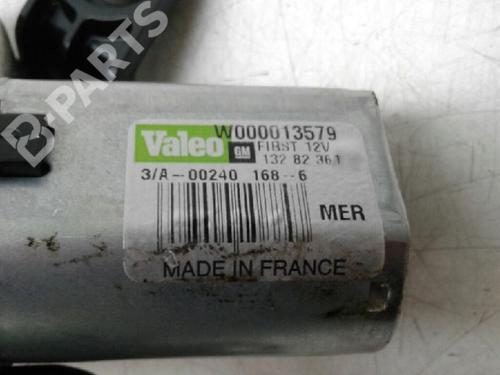 B-PARTS
Valeo
W000013579
GM
FIRST 12V
132 82 361
3/A-00240 168--6
MER
MADE IN FRANCE